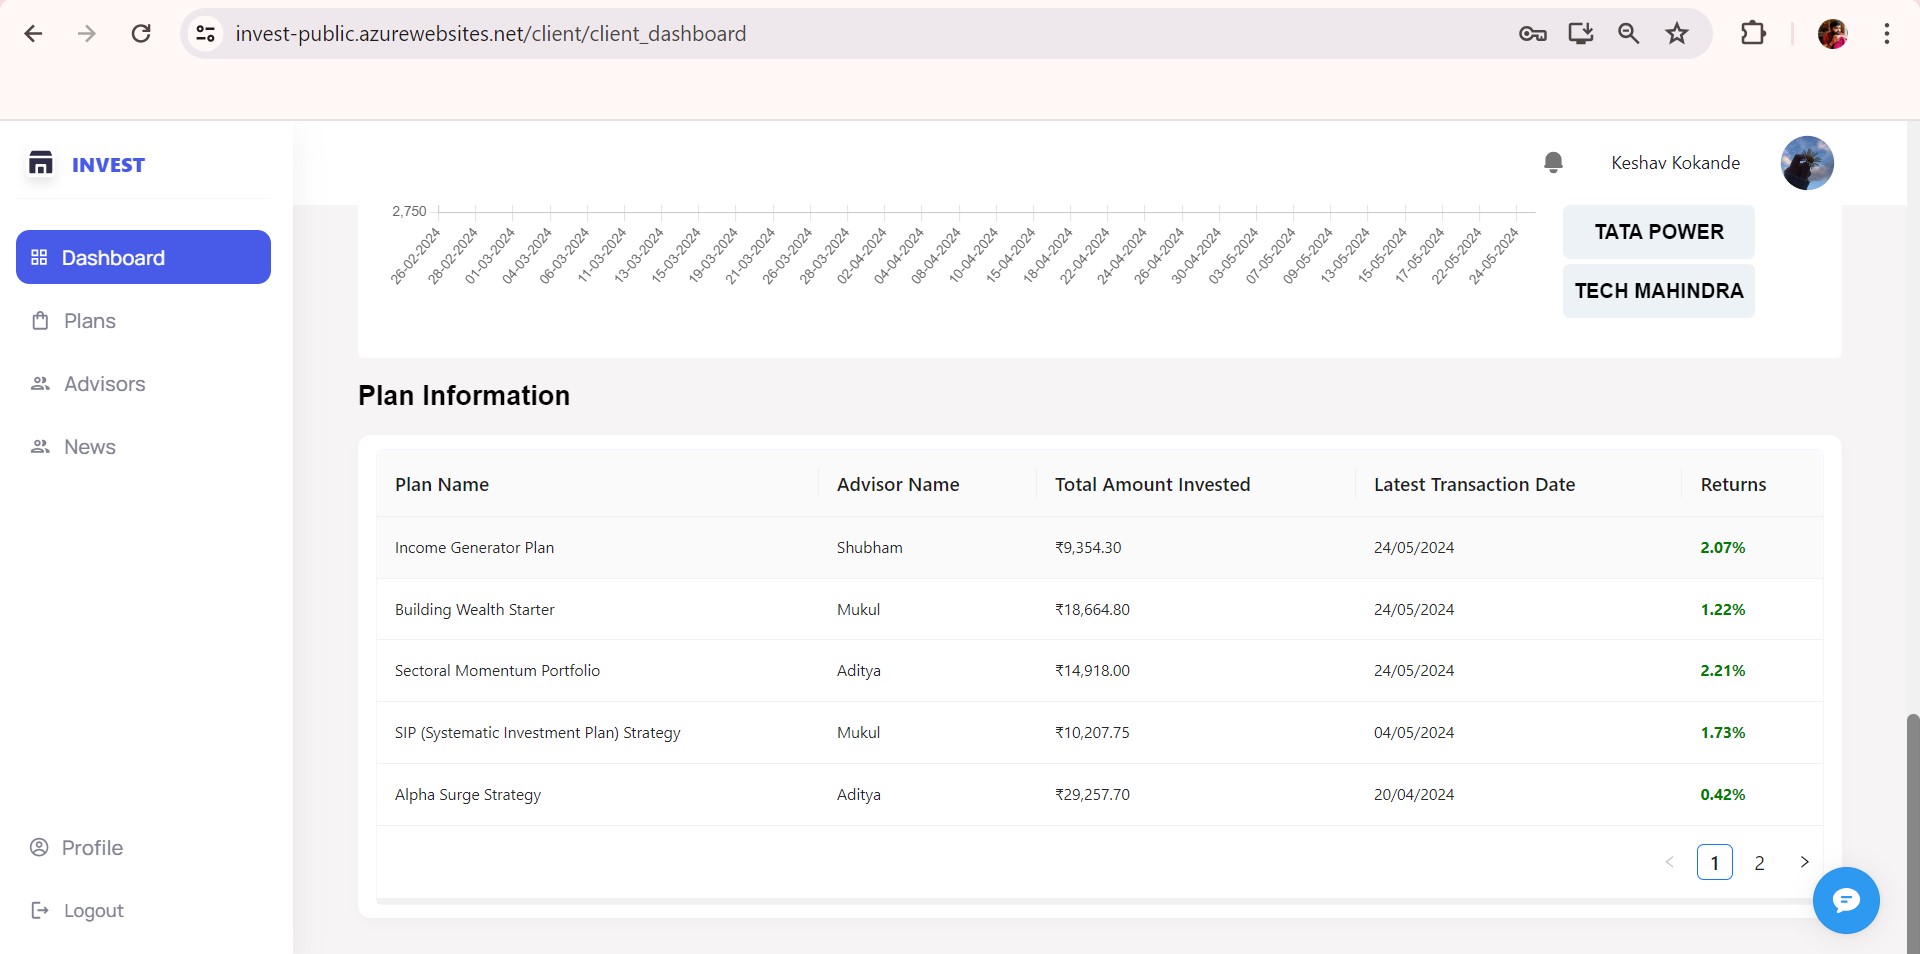 invest-public.azurewebsites.net/client/client_dashboard
INVEST
Keshav Kokande
Dashboard
Plans
Advisors
News
Profile
Logout
2,750
26-02-2024 28-02-2024 01-03-2024 04-03-2024 06-03-2024 11-03-2024 13-03-2024 15-03-2024 19-03-2024 21-03-2024 26-03-2024 28-03-2024 02-04-2024 04-04-2024 08-04-2024 10-04-2024 15-04-2024 18-04-2024 22-04-2024 24-04-2024 26-04-2024 30-04-2024 03-05-2024 07-05-2024 09-05-2024 13-05-2024 15-05-2024 17-05-2024 22-05-2024 24-05-2024
TATA POWER
TECH MAHINDRA
Plan Information
Plan Name Advisor Name Total Amount Invested Latest Transaction Date Returns
Income Generator Plan Shubham ₹9,354.30 24/05/2024 2.07%
Building Wealth Starter Mukul ₹18,664.80 24/05/2024 1.22%
Sectoral Momentum Portfolio Aditya ₹14,918.00 24/05/2024 2.21%
SIP (Systematic Investment Plan) Strategy Mukul ₹10,207.75 04/05/2024 1.73%
Alpha Surge Strategy Aditya ₹29,257.70 20/04/2024 0.42%
< 1 2 >